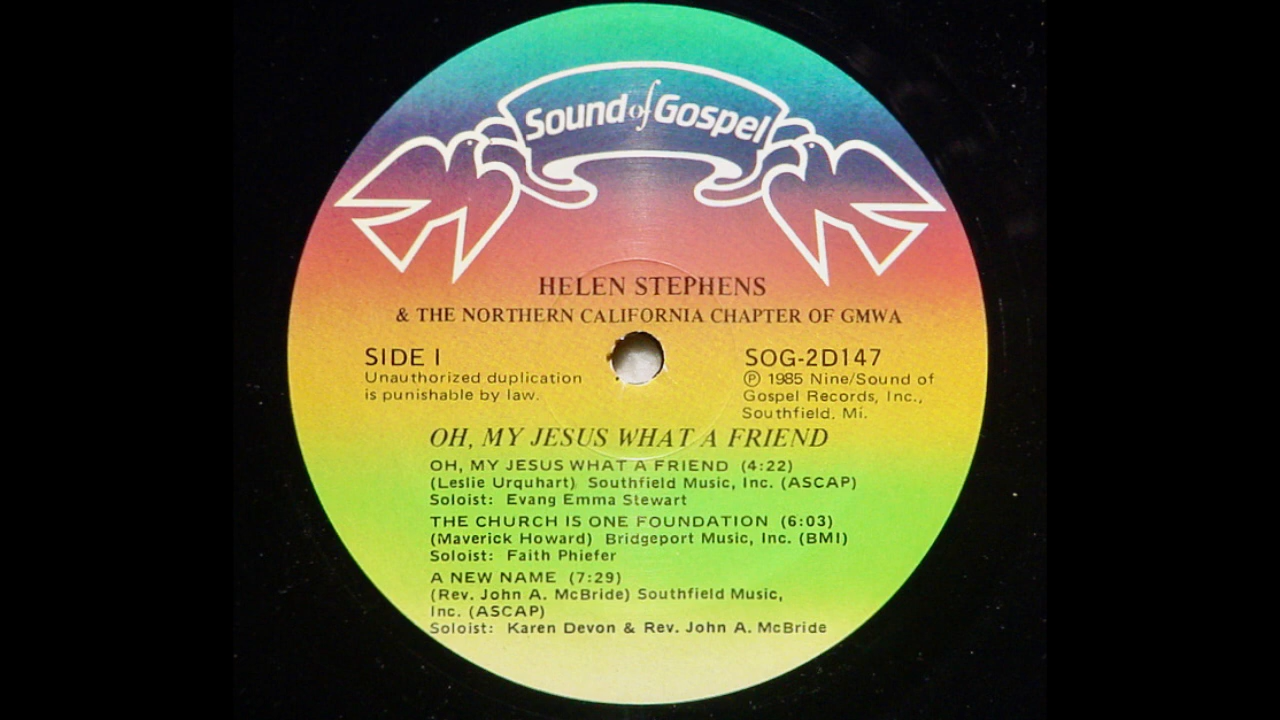 Sound of Gospel
HELEN STEPHENS
& THE NORTHERN CALIFORNIA CHAPTER OF GMWA
SIDE I
Unauthorized duplication
is punishable by law.
SOG-2D147
Ⓟ 1985 Nine/Sound of
Gospel Records, Inc.,
Southfield, Mi.
OH, MY JESUS WHAT A FRIEND
OH, MY JESUS WHAT A FRIEND (4:22)
(Leslie Urquhart) Southfield Music, Inc. (ASCAP)
Soloist: Evang Emma Stewart
THE CHURCH IS ONE FOUNDATION (6:03)
(Maverick Howard) Bridgeport Music, Inc. (BMI)
Soloist: Faith Phiefer
A NEW NAME (7:29)
(Rev. John A. McBride) Southfield Music,
Inc. (ASCAP)
Soloist: Karen Devon & Rev. John A. McBride